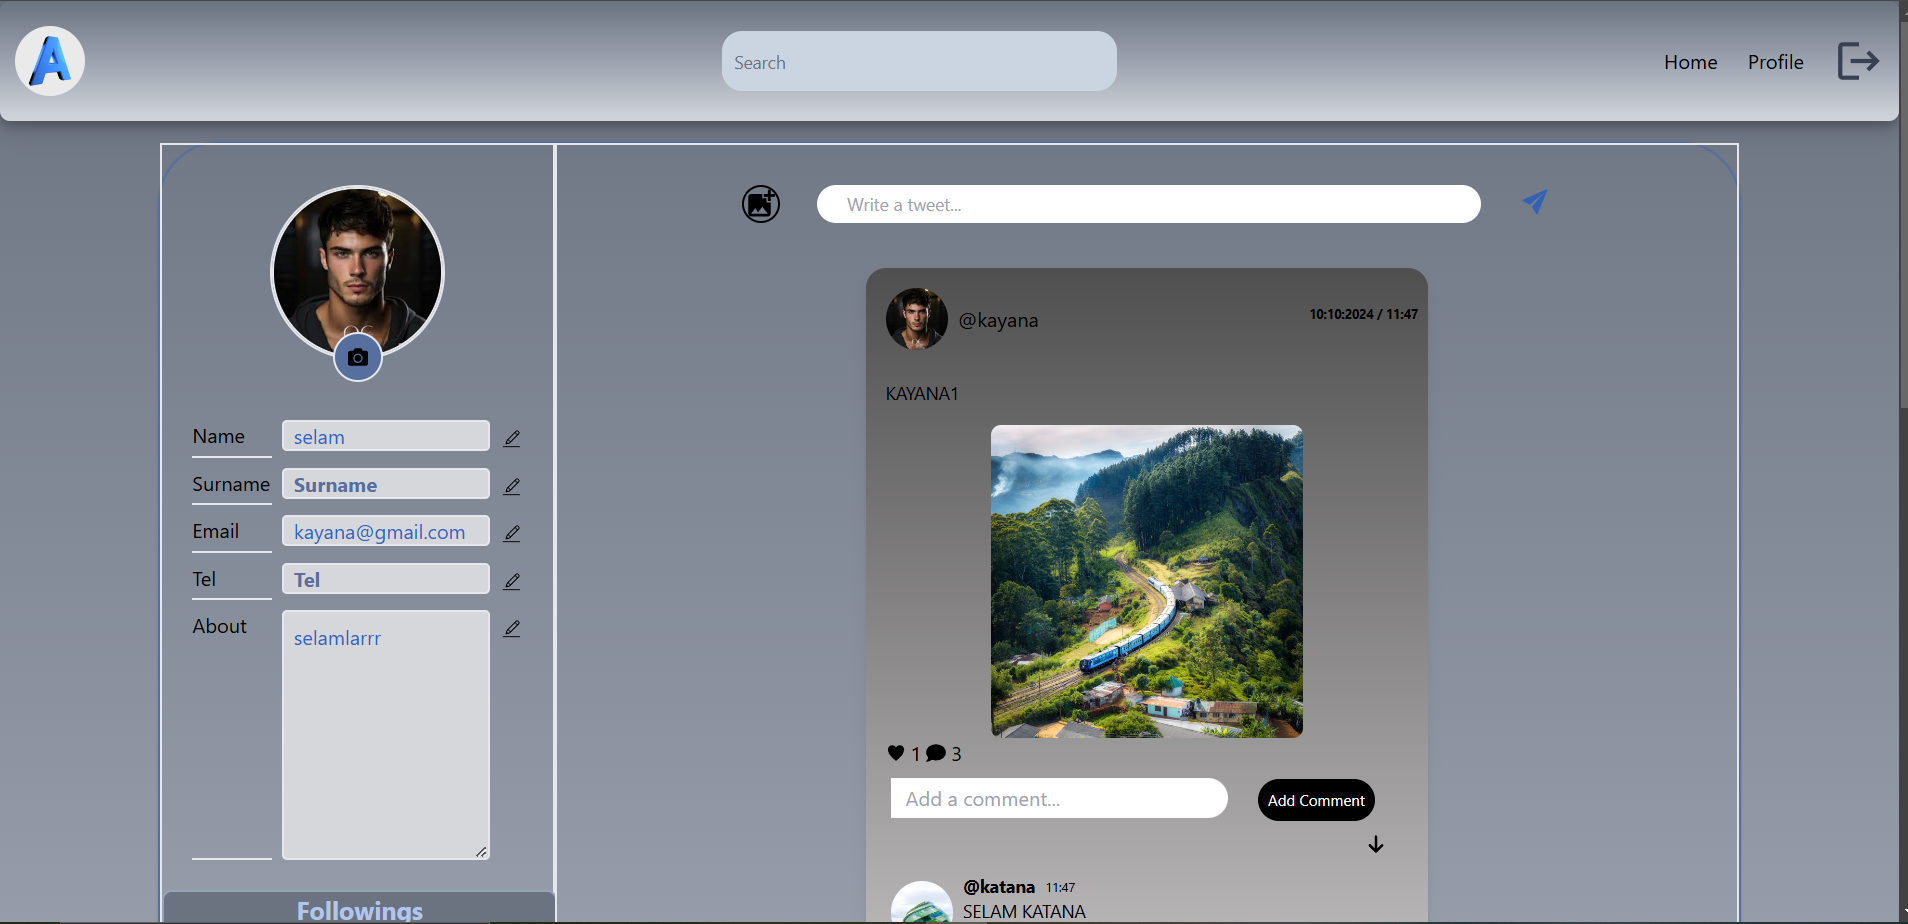 A
Search
Home
Profile
Write a tweet...
@kayana
10:10:2024 / 11:47
KAYANA1
Name
selam
Surname
Surname
Email
kayana@gmail.com
Tel
Tel
About
selamlarrr
Followings
1
3
Add a comment...
Add Comment
@katana 11:47
SELAM KATANA